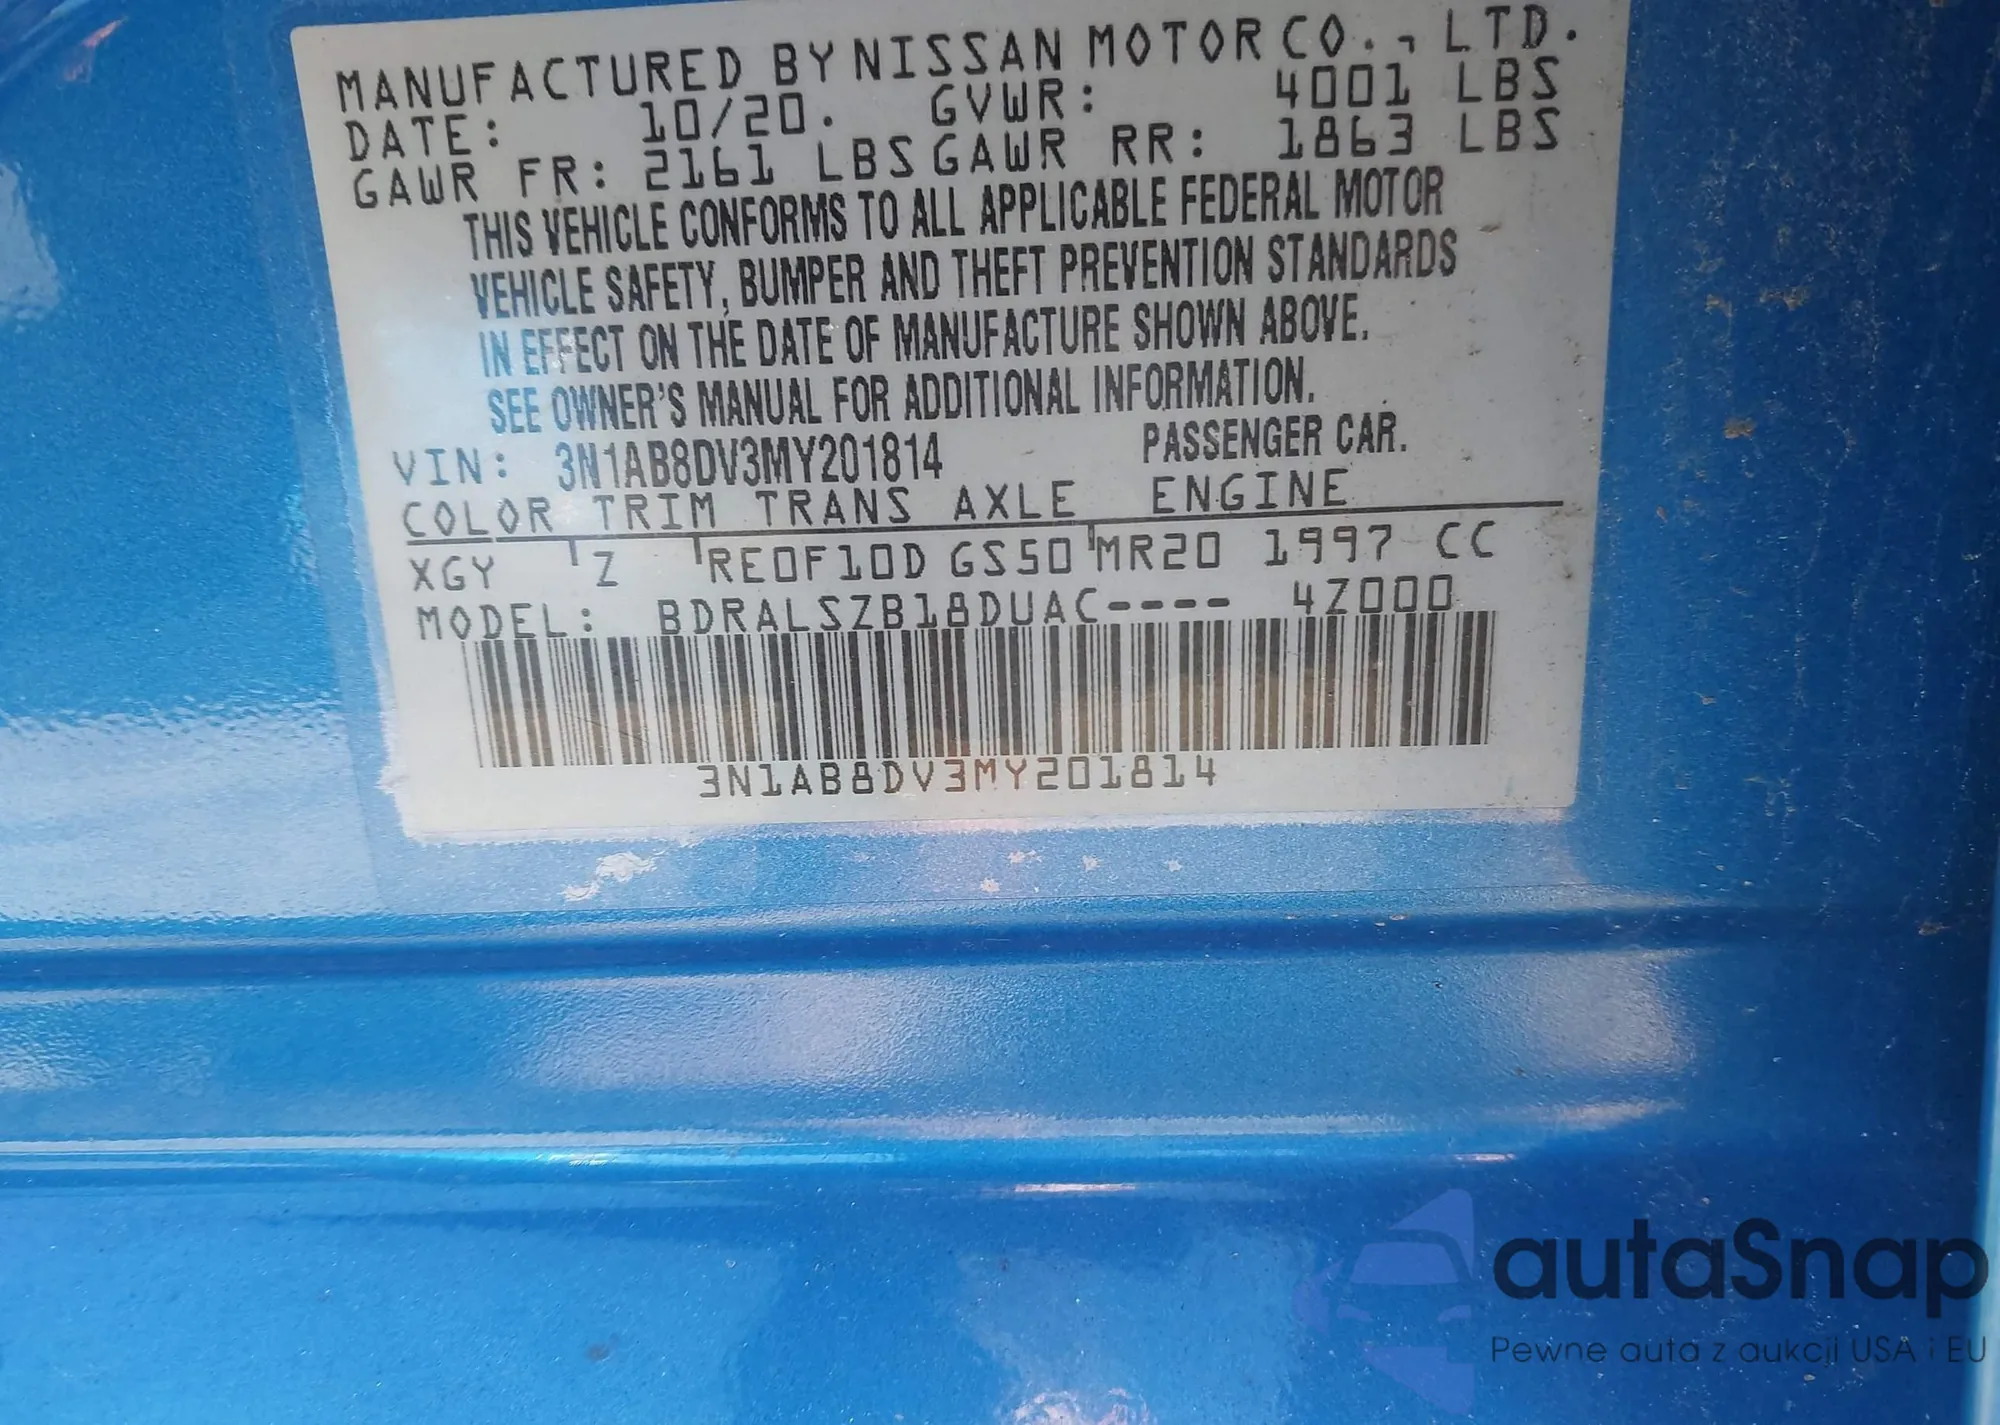 MANUFACTURED BY NISSAN MOTOR CO., LTD.
DATE: 10/20. GVWR: 4001 LBS
GAWR FR: 2161 LBS GAWR RR: 1863 LBS
THIS VEHICLE CONFORMS TO ALL APPLICABLE FEDERAL MOTOR
VEHICLE SAFETY, BUMPER AND THEFT PREVENTION STANDARDS
IN EFFECT ON THE DATE OF MANUFACTURE SHOWN ABOVE.
SEE OWNER'S MANUAL FOR ADDITIONAL INFORMATION.
VIN: 3N1AB8DV3MY201814 PASSENGER CAR.
COLOR TRIM TRANS AXLE ENGINE
XGY Z RE0F10D GS50 MR20 1997 CC
MODEL: BDRALSZB18DUAC---- 4Z000
3N1AB8DV3MY201814
autaSnap
Pewne auta z aukcji USA i EU